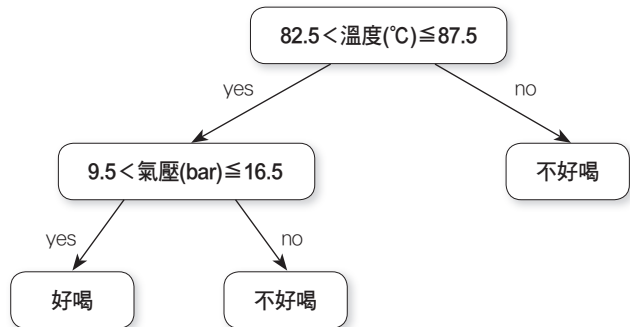 82.5＜溫度(℃)≦87.5
yes
no
9.5＜氣壓(bar)≦16.5
不好喝
yes
no
好喝
不好喝